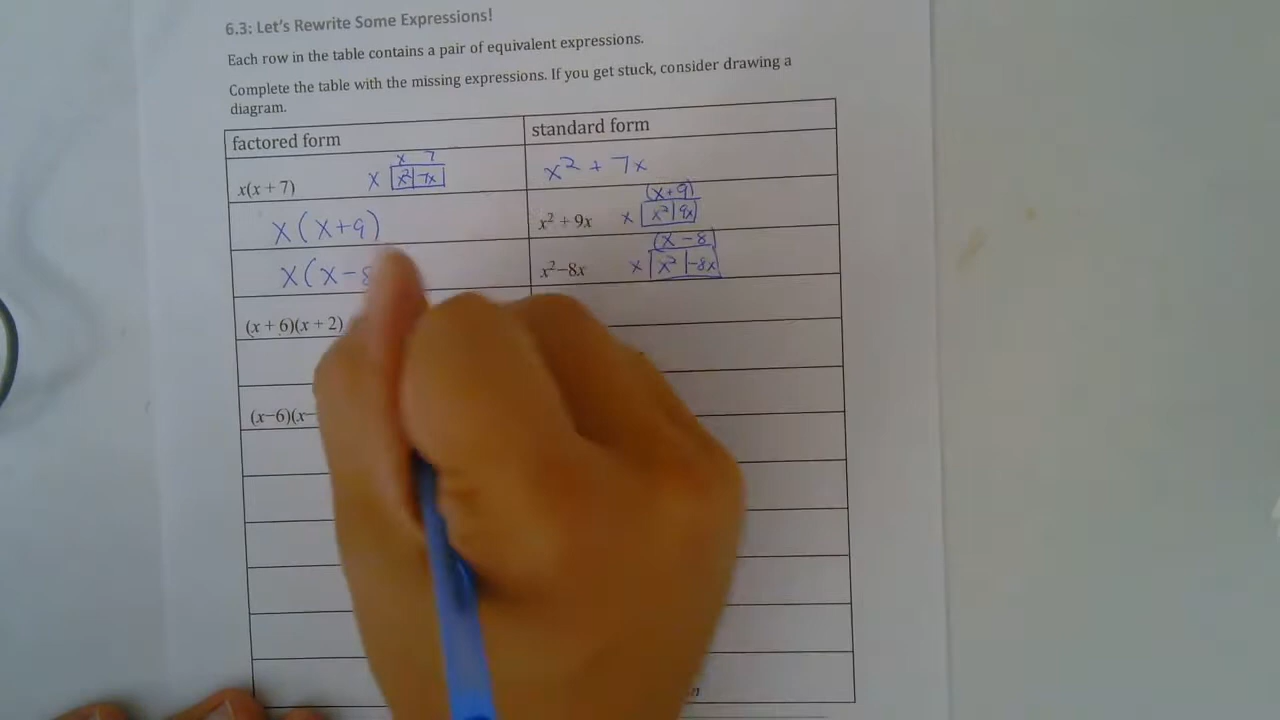 6.3: Let's Rewrite Some Expressions!
Each row in the table contains a pair of equivalent expressions.
Complete the table with the missing expressions. If you get stuck, consider drawing a
diagram.
factored form
standard form
x 7
x(x + 7) x x² 7x
x² + 7x
x(x+9)
(x+9)
x² + 9x x x² 9x
x(x-8
(x-8)
x²–8x x x² -8x
(x + 6)(x + 2)
(x–6)(x–
n